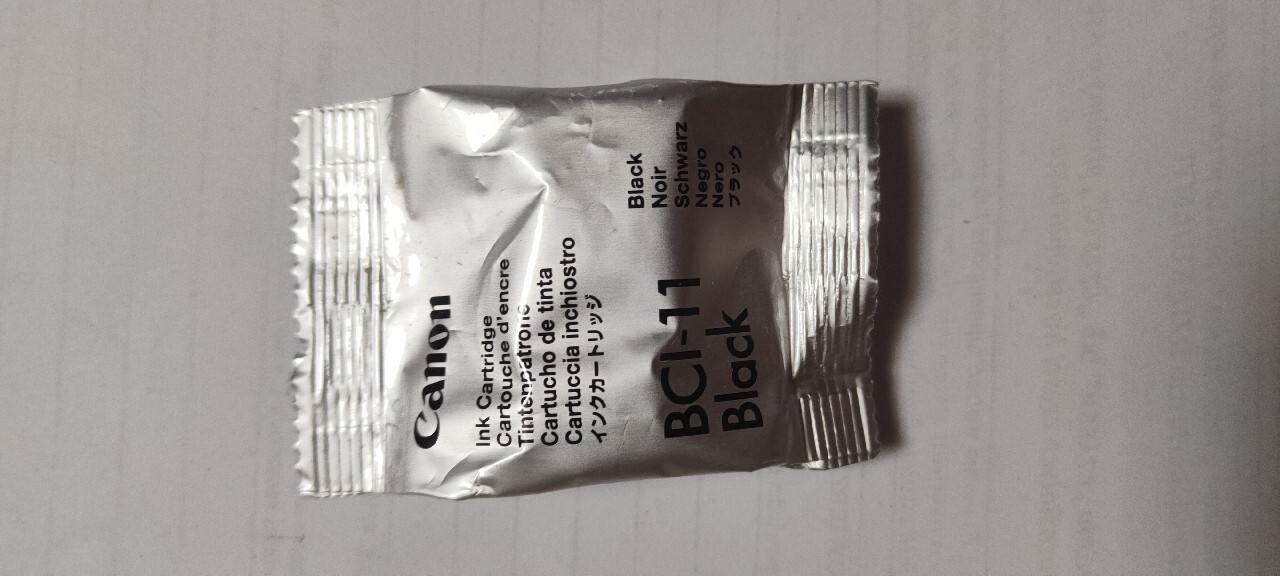 Canon
Ink Cartridge
Cartouche d'encre
Tintenpatrone
Cartucho de tinta
Cartuccia inchiostro
インクカートリッジ
Black
Noir
Schwarz
Negro
Nero
ブラック
BCI-11
Black